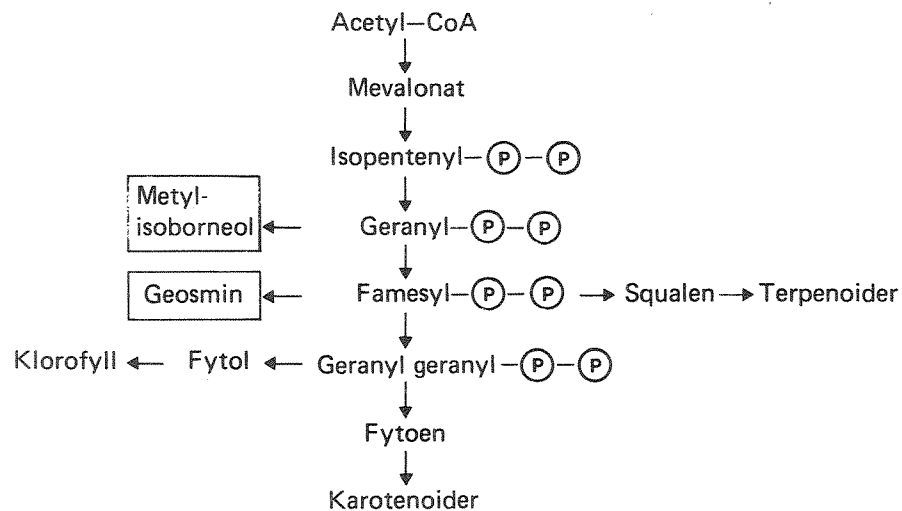 Acetyl–CoA
Mevalonat
Isopentenyl–P–P
Metyl-
isoborneol
Geranyl–P–P
Geosmin
Famesyl–P–P
Squalen
Terpenoider
Klorofyll
Fytol
Geranyl geranyl–P–P
Fytoen
Karotenoider